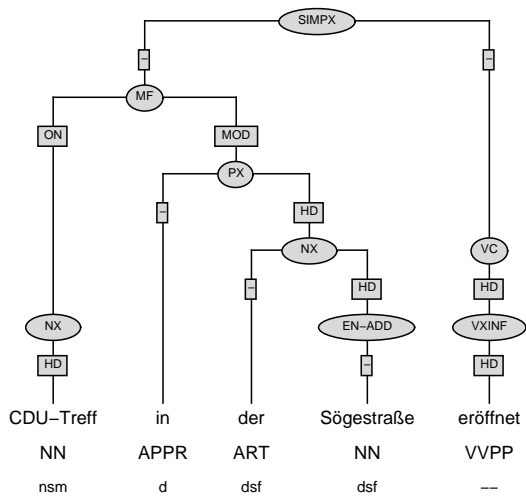 SIMPX
– –
MF
ON MOD
PX
– HD
NX VC
– HD HD
NX EN–ADD VXINF
HD – HD
CDU–Treff in der Sögestraße eröffnet
NN APPR ART NN VVPP
nsm d dsf dsf ––